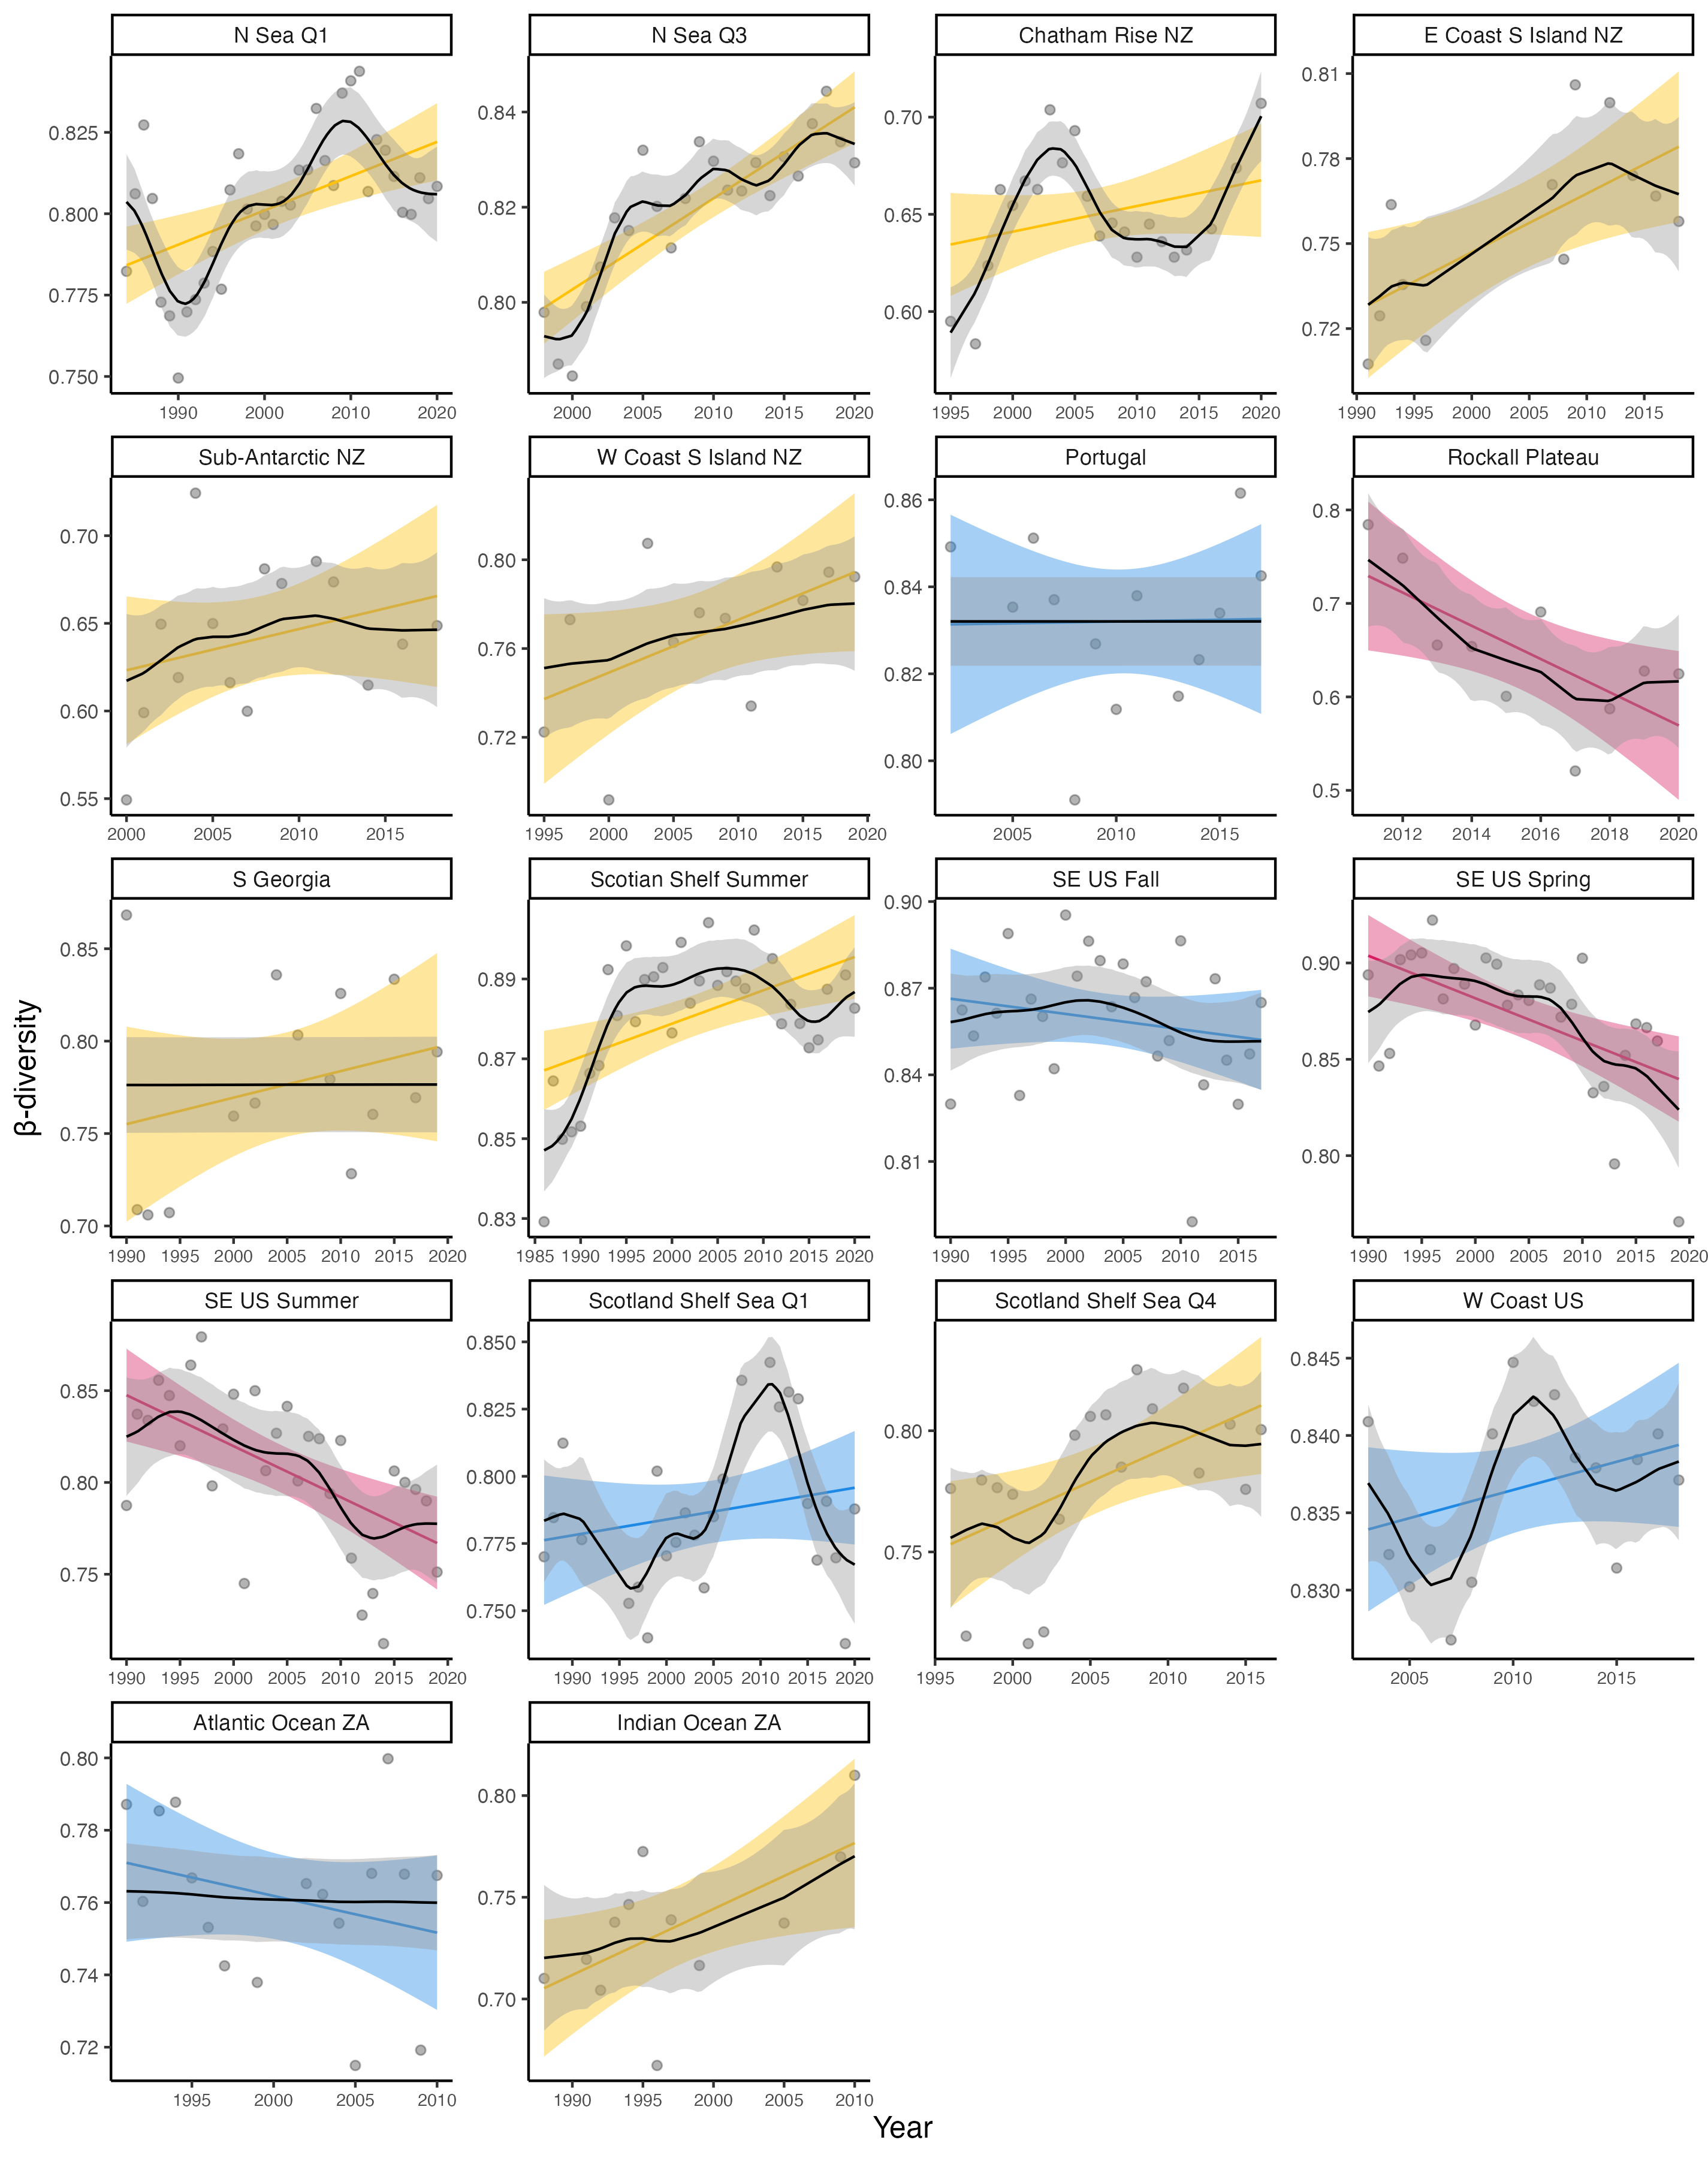 N Sea Q1
N Sea Q3
Chatham Rise NZ
E Coast S Island NZ
0.825
0.800
0.775
0.750
1990 2000 2010 2020
0.84
0.82
0.80
2000 2005 2010 2015 2020
0.70
0.65
0.60
1995 2000 2005 2010 2015 2020
0.81
0.78
0.75
0.72
1990 1995 2000 2005 2010 2015
Sub-Antarctic NZ
W Coast S Island NZ
Portugal
Rockall Plateau
0.70
0.65
0.60
0.55
2000 2005 2010 2015
0.80
0.76
0.72
1995 2000 2005 2010 2015 2020
0.86
0.84
0.82
0.80
2005 2010 2015
0.8
0.7
0.6
0.5
2012 2014 2016 2018 2020
S Georgia
Scotian Shelf Summer
SE US Fall
SE US Spring
0.85
0.80
0.75
0.70
1990 1995 2000 2005 2010 2015 2020
0.89
0.87
0.85
0.83
1985 1990 1995 2000 2005 2010 2015 2020
0.90
0.87
0.84
0.81
1990 1995 2000 2005 2010 2015
0.90
0.85
0.80
1990 1995 2000 2005 2010 2015 2020
β-diversity
SE US Summer
Scotland Shelf Sea Q1
Scotland Shelf Sea Q4
W Coast US
0.85
0.80
0.75
1990 1995 2000 2005 2010 2015 2020
0.850
0.825
0.800
0.775
0.750
1990 1995 2000 2005 2010 2015 2020
0.80
0.75
1995 2000 2005 2010 2015
0.845
0.840
0.835
0.830
2005 2010 2015
Atlantic Ocean ZA
Indian Ocean ZA
0.80
0.78
0.76
0.74
0.72
1995 2000 2005 2010
0.80
0.75
0.70
1990 1995 2000 2005 2010
Year